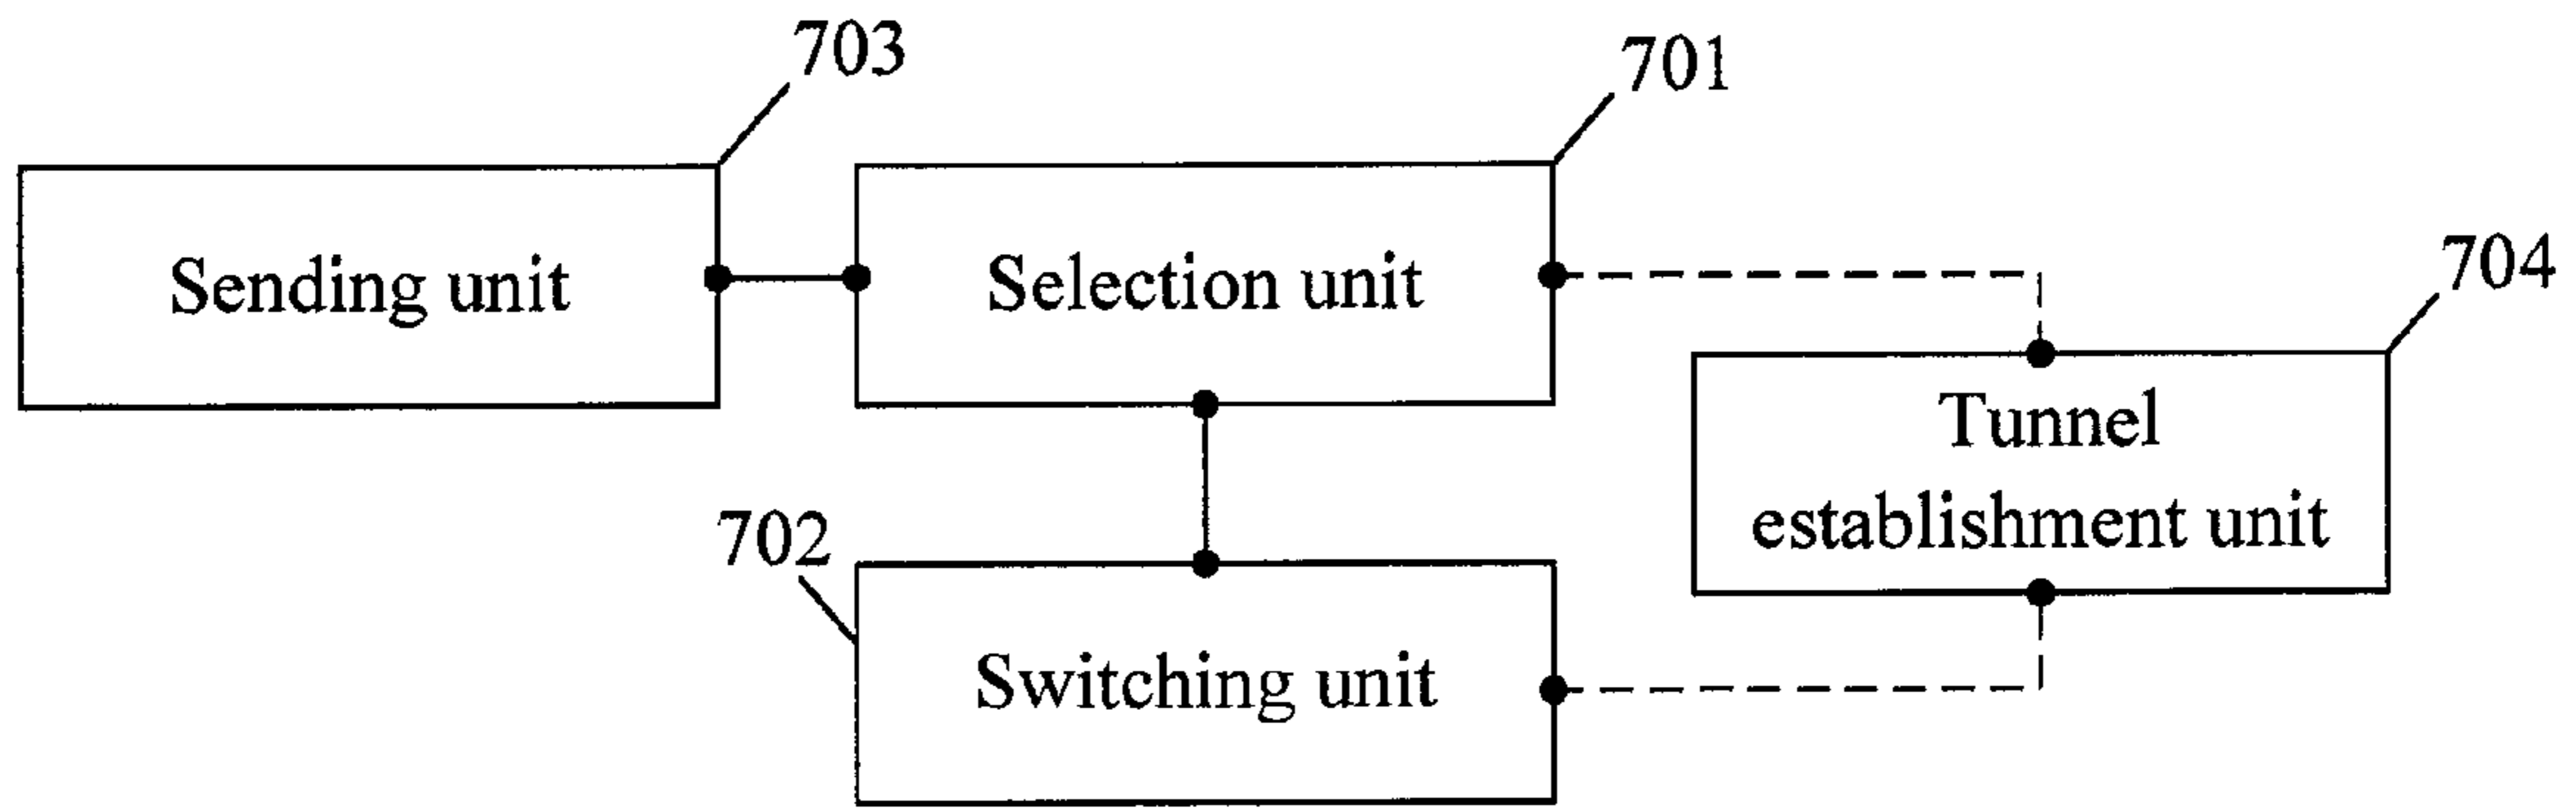 703
701
Sending unit
Selection unit
704
Tunnel
establishment unit
702
Switching unit